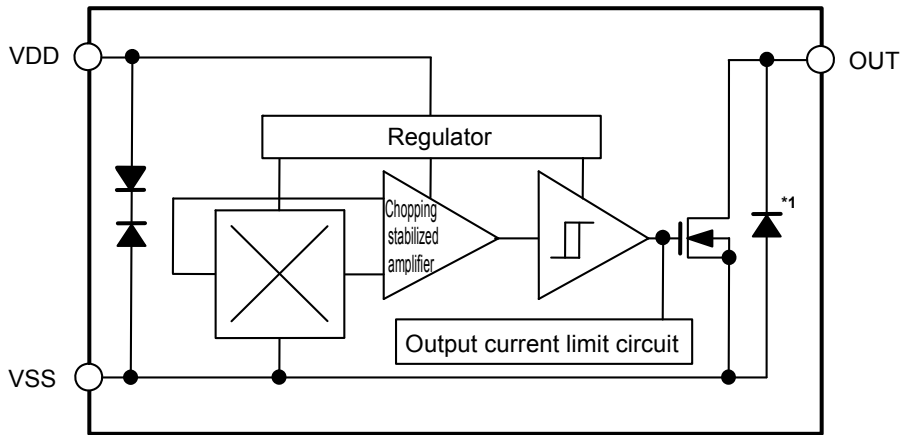 VDD
OUT
Regulator
Chopping
stabilized
amplifier
*1
Output current limit circuit
VSS